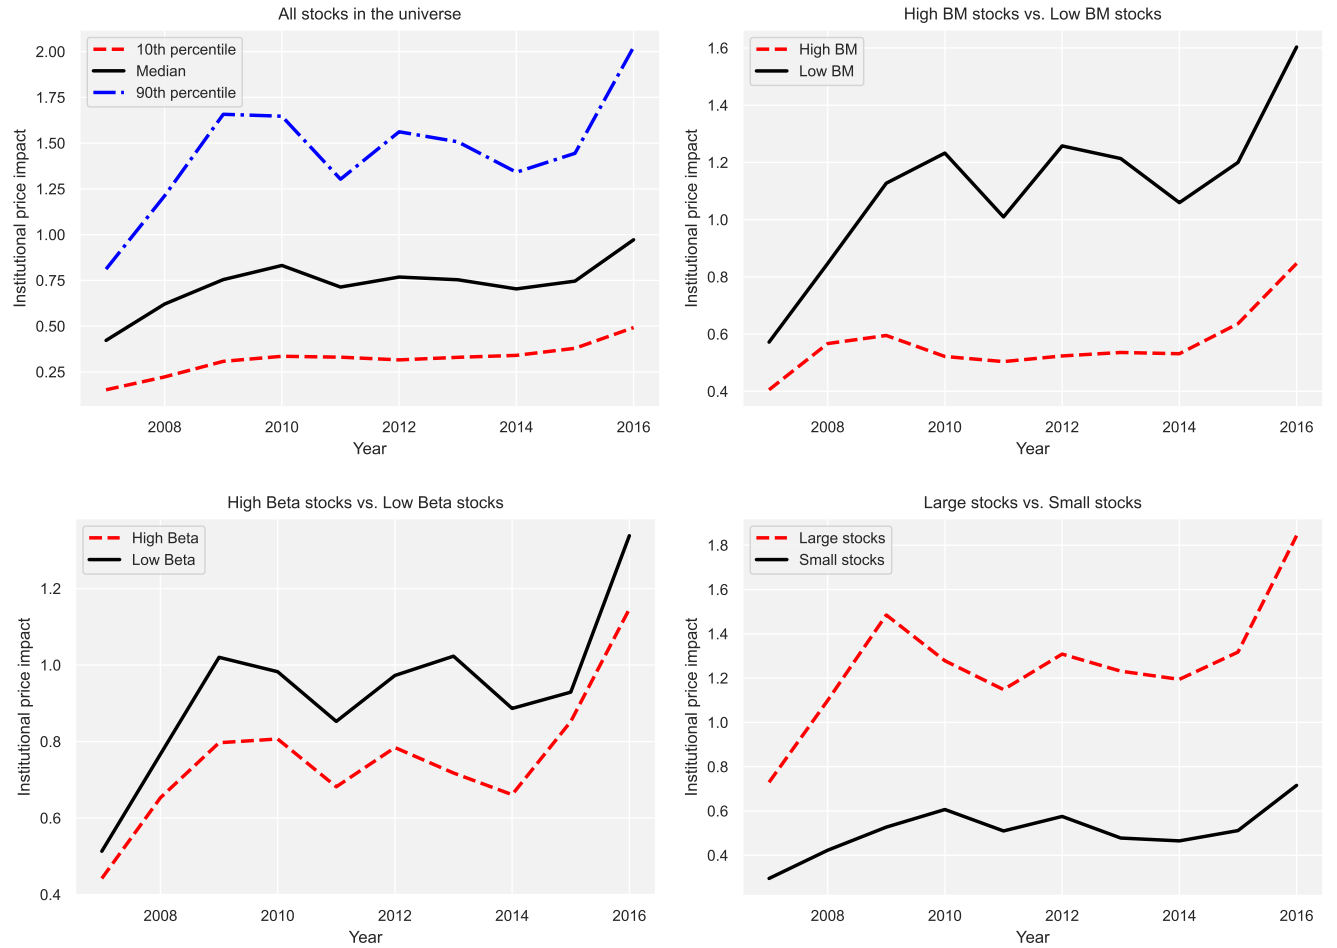 All stocks in the universe
10th percentile
Median
90th percentile
2.00
1.75
1.50
1.25
1.00
0.75
0.50
0.25
Institutional price impact
2008 2010 2012 2014 2016
Year
High BM stocks vs. Low BM stocks
High BM
Low BM
1.6
1.4
1.2
1.0
0.8
0.6
0.4
Institutional price impact
2008 2010 2012 2014 2016
Year
High Beta stocks vs. Low Beta stocks
High Beta
Low Beta
1.2
1.0
0.8
0.6
0.4
Institutional price impact
2008 2010 2012 2014 2016
Year
Large stocks vs. Small stocks
Large stocks
Small stocks
1.8
1.6
1.4
1.2
1.0
0.8
0.6
0.4
Institutional price impact
2008 2010 2012 2014 2016
Year